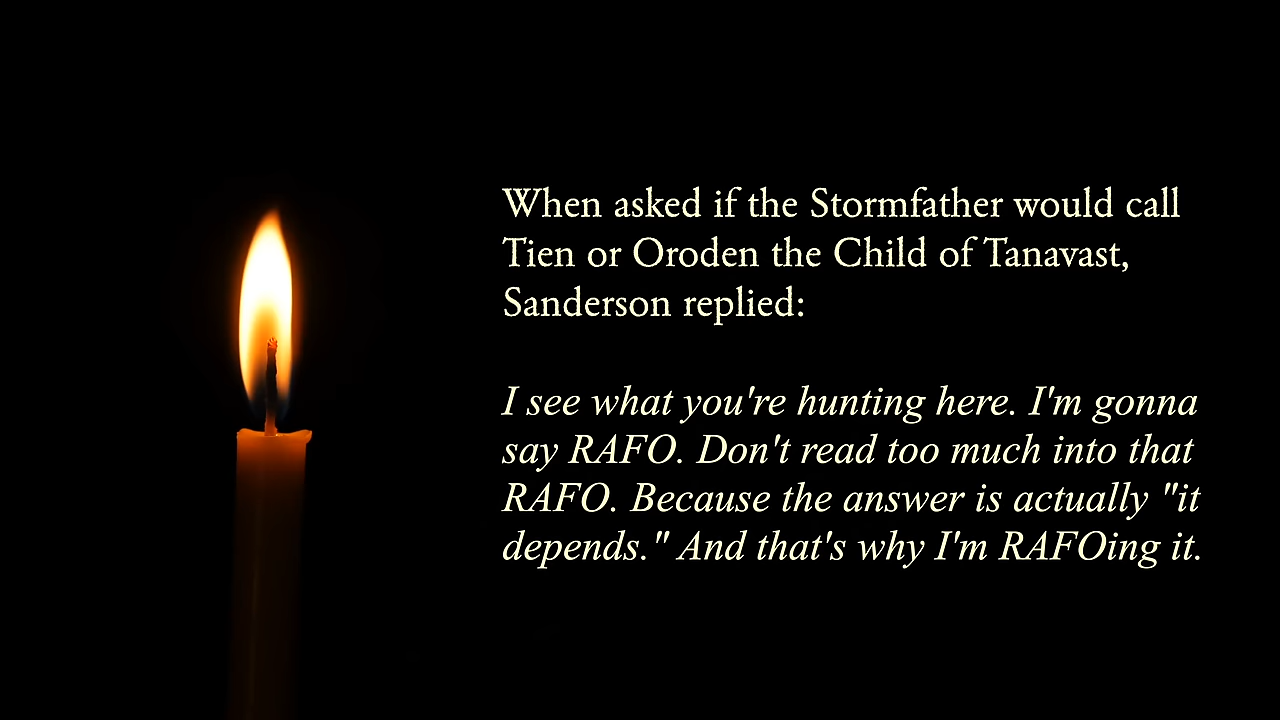 When asked if the Stormfather would call
Tien or Oroden the Child of Tanavast,
Sanderson replied:
I see what you're hunting here. I'm gonna
say RAFO. Don't read too much into that
RAFO. Because the answer is actually "it
depends." And that's why I'm RAFOing it.